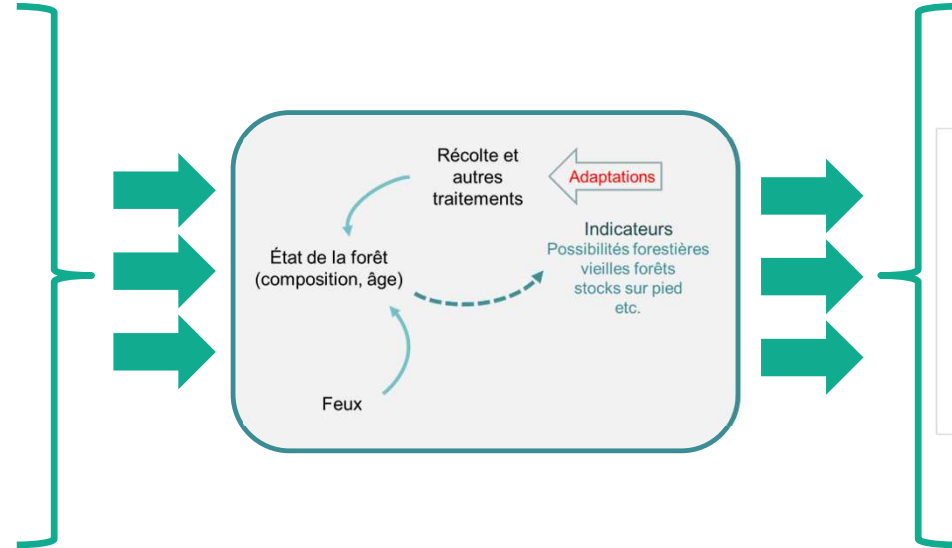 Récolte et
autres
traitements
Adaptations
Indicateurs
Possibilités forestières
vieilles forêts
stocks sur pied
etc.
État de la forêt
(composition, âge)
Feux